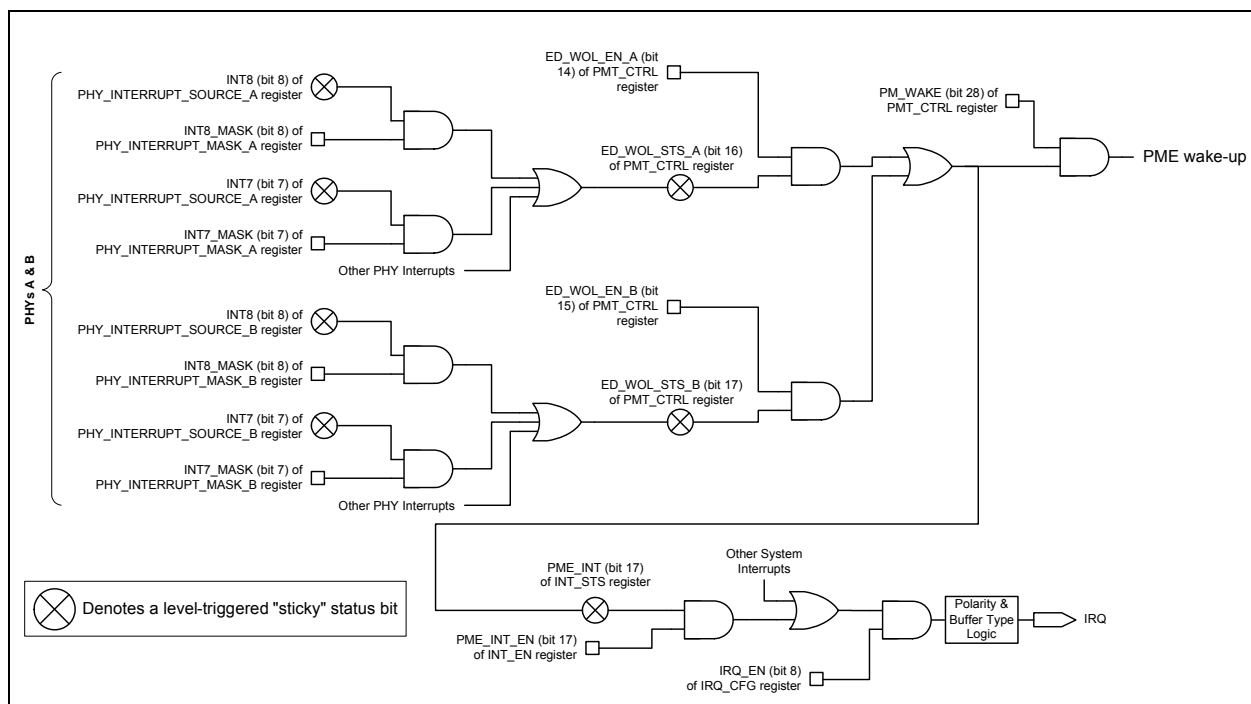 PHYs A & B
INT8 (bit 8) of
PHY_INTERRUPT_SOURCE_A register
INT8_MASK (bit 8) of
PHY_INTERRUPT_MASK_A register
INT7 (bit 7) of
PHY_INTERRUPT_SOURCE_A register
INT7_MASK (bit 7) of
PHY_INTERRUPT_MASK_A register
Other PHY Interrupts
ED_WOL_EN_A (bit
14) of PMT_CTRL
register
ED_WOL_STS_A (bit 16)
of PMT_CTRL register
PM_WAKE (bit 28) of
PMT_CTRL register
PME wake-up
INT8 (bit 8) of
PHY_INTERRUPT_SOURCE_B register
INT8_MASK (bit 8) of
PHY_INTERRUPT_MASK_B register
INT7 (bit 7) of
PHY_INTERRUPT_SOURCE_B register
INT7_MASK (bit 7) of
PHY_INTERRUPT_MASK_B register
Other PHY Interrupts
ED_WOL_EN_B (bit
15) of PMT_CTRL
register
ED_WOL_STS_B (bit 17)
of PMT_CTRL register
Denotes a level-triggered "sticky" status bit
PME_INT (bit 17)
of INT_STS register
PME_INT_EN (bit 17)
of INT_EN register
Other System
Interrupts
IRQ_EN (bit 8)
of IRQ_CFG register
Polarity &
Buffer Type
Logic
IRQ